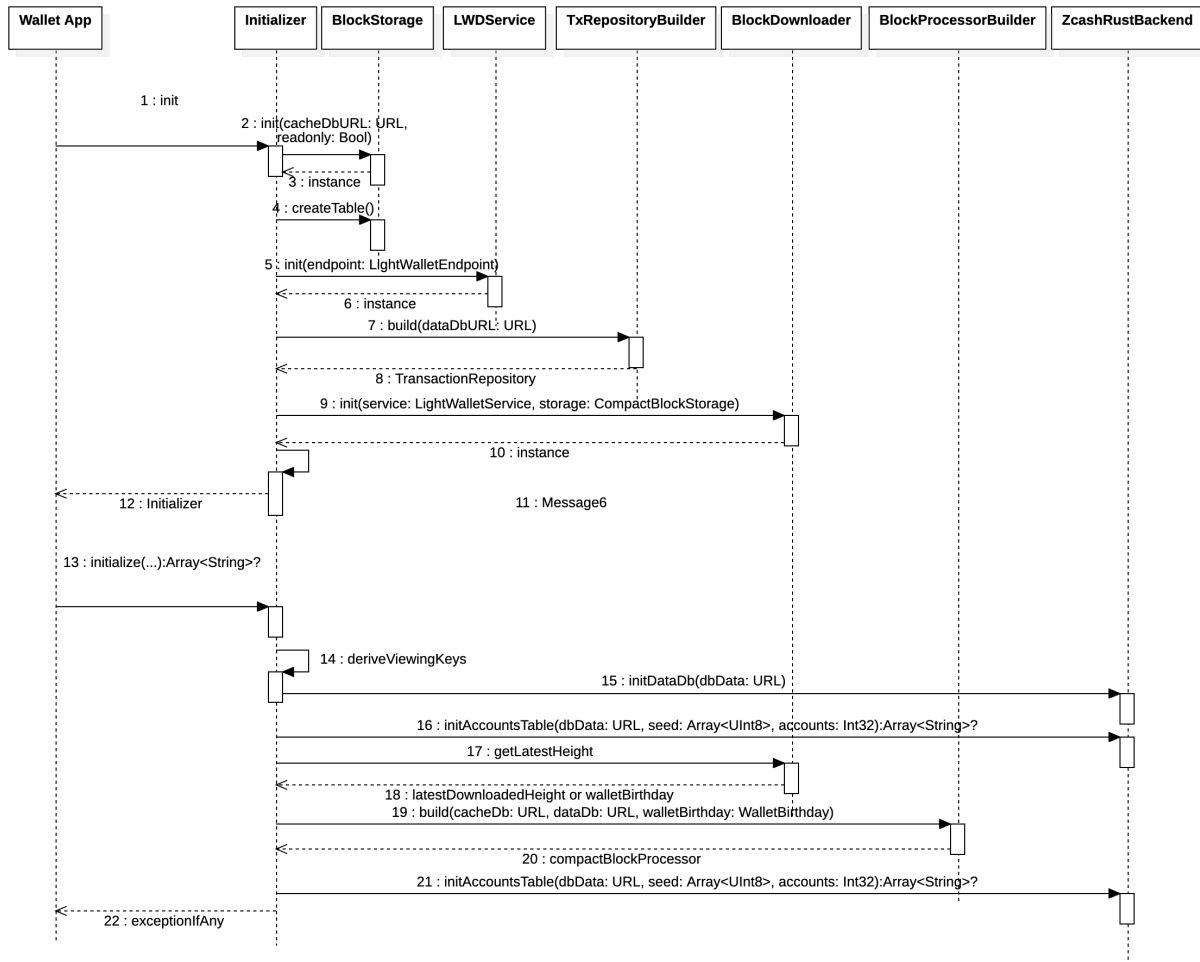 Wallet App
Initializer
BlockStorage
LWDService
TxRepositoryBuilder
BlockDownloader
BlockProcessorBuilder
ZcashRustBackend
1 : init
2 : init(cacheDbURL: URL,
readonly: Bool)
3 : instance
4 : createTable()
5 : init(endpoint: LightWalletEndpoint)
6 : instance
7 : build(dataDbURL: URL)
8 : TransactionRepository
9 : init(service: LightWalletService, storage: CompactBlockStorage)
10 : instance
11 : Message6
12 : Initializer
13 : initialize(...):Array<String>?
14 : deriveViewingKeys
15 : initDataDb(dbData: URL)
16 : initAccountsTable(dbData: URL, seed: Array<UInt8>, accounts: Int32):Array<String>?
17 : getLatestHeight
18 : latestDownloadedHeight or walletBirthday
19 : build(cacheDb: URL, dataDb: URL, walletBirthday: WalletBirthday)
20 : compactBlockProcessor
21 : initAccountsTable(dbData: URL, seed: Array<UInt8>, accounts: Int32):Array<String>?
22 : exceptionIfAny